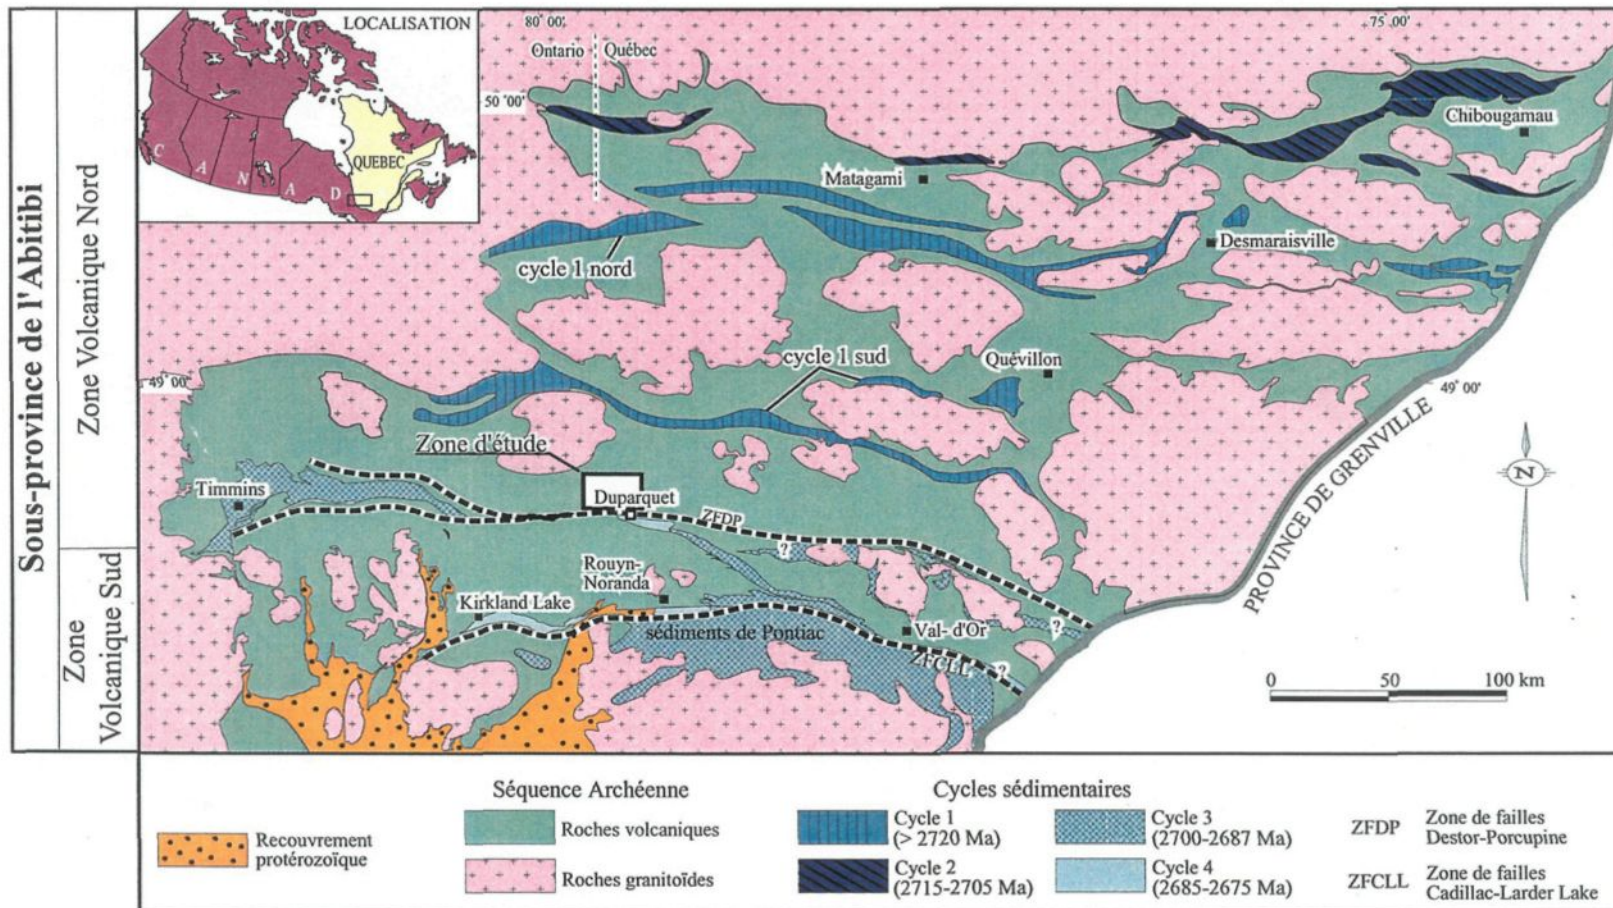 LOCALISATION
C A N A D A
QUEBEC
80° 00'
75° 00'
Ontario
Québec
50 °00'
Chibougamau
Matagami
Desmaraisville
cycle 1 nord
cycle 1 sud
Quévillon
49° 00'
49° 00'
Zone d'étude
Timmins
Duparquet
ZFDP
?
Rouyn-
Noranda
Kirkland Lake
sédiments de Pontiac
Val- d'Or
?
ZFCLL
?
PROVINCE DE GRENVILLE
N
0 50 100 km
Sous-province de l'Abitibi
Zone Volcanique Nord
Zone
Volcanique Sud
Séquence Archéenne
Cycles sédimentaires
Recouvrement
protérozoïque
Roches volcaniques
Roches granitoïdes
Cycle 1
(> 2720 Ma)
Cycle 2
(2715-2705 Ma)
Cycle 3
(2700-2687 Ma)
Cycle 4
(2685-2675 Ma)
ZFDP
Zone de failles
Destor-Porcupine
ZFCLL
Zone de failles
Cadillac-Larder Lake